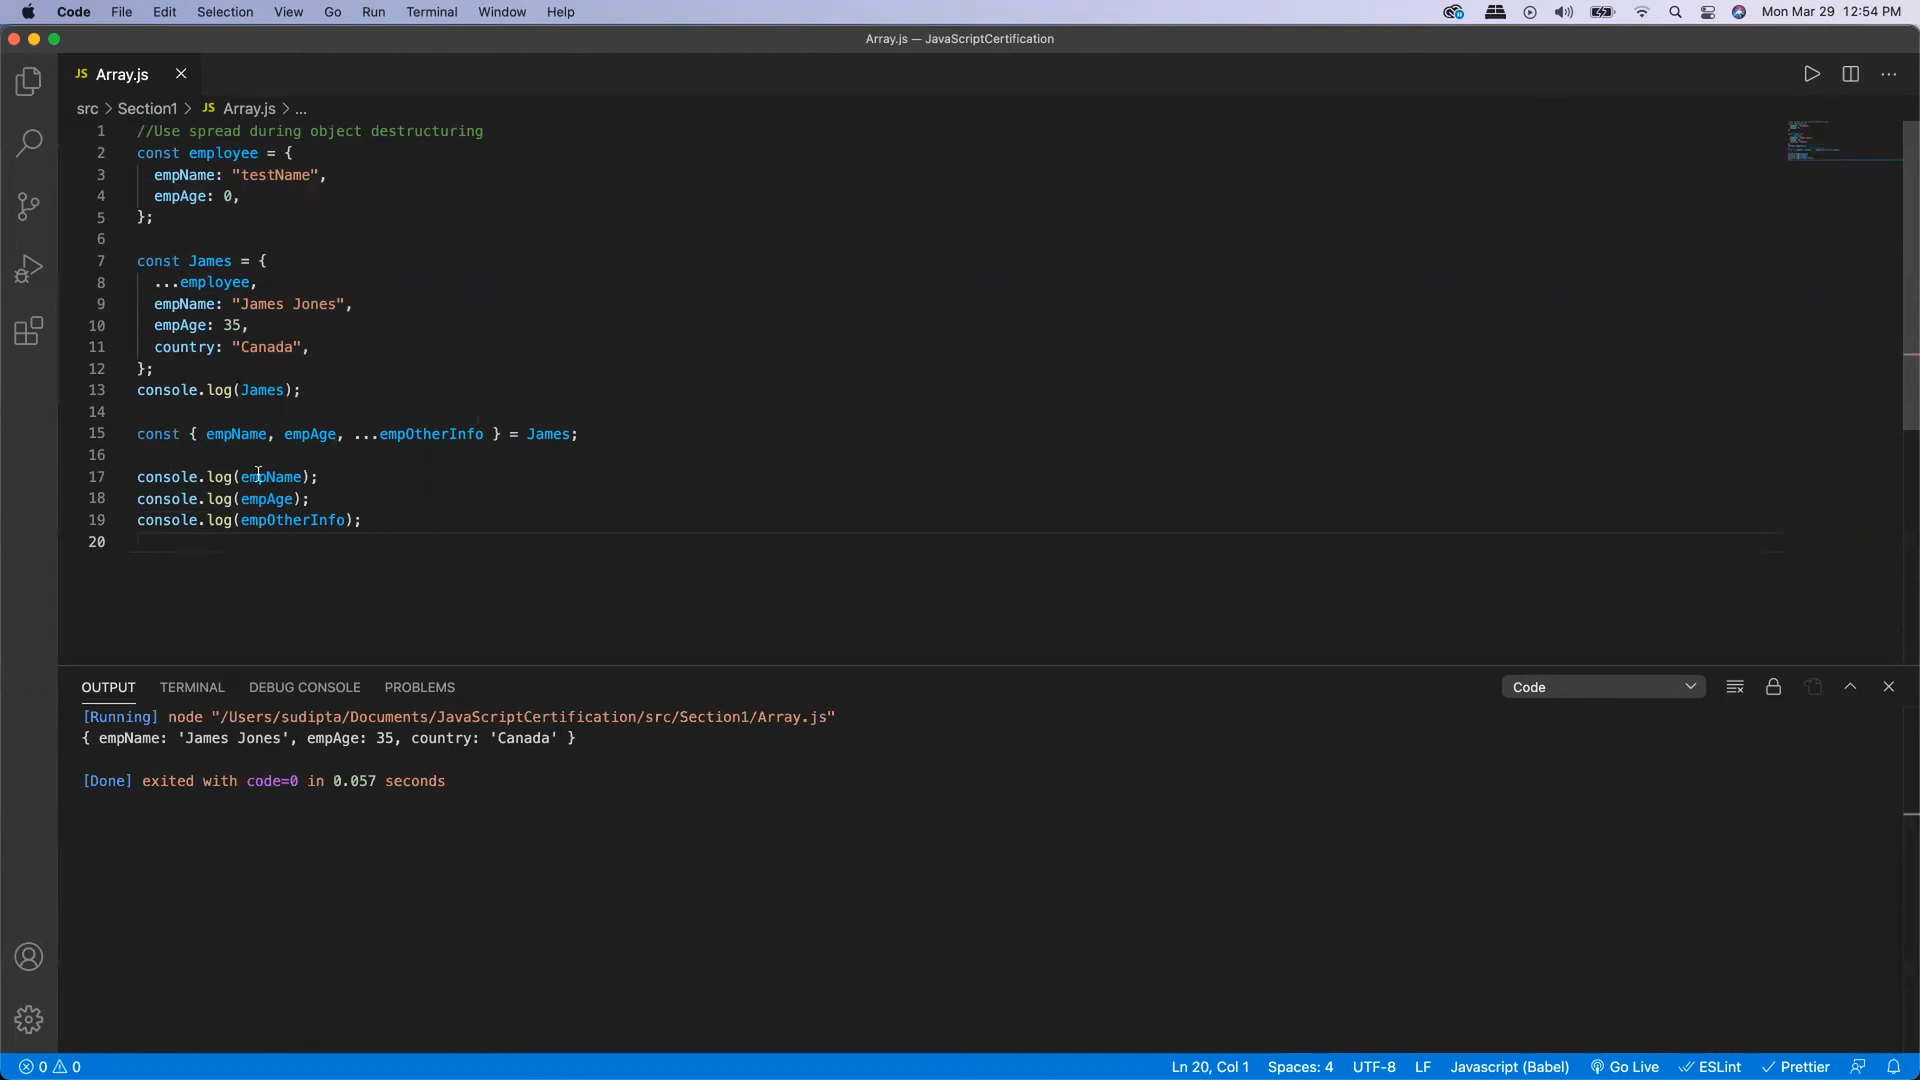 Code File Edit Selection View Go Run Terminal Window Help Mon Mar 29 12:54 PM
Array.js — JavaScriptCertification
JS Array.js
src > Section1 > JS Array.js > ...
1 //Use spread during object destructuring
2 const employee = {
3 empName: "testName",
4 empAge: 0,
5 };
6
7 const James = {
8 ...employee,
9 empName: "James Jones",
10 empAge: 35,
11 country: "Canada",
12 };
13 console.log(James);
14
15 const { empName, empAge, ...empOtherInfo } = James;
16
17 console.log(empName);
18 console.log(empAge);
19 console.log(empOtherInfo);
20
OUTPUT TERMINAL DEBUG CONSOLE PROBLEMS Code
[Running] node "/Users/sudipta/Documents/JavaScriptCertification/src/Section1/Array.js"
{ empName: 'James Jones', empAge: 35, country: 'Canada' }
[Done] exited with code=0 in 0.057 seconds
0 0 Ln 20, Col 1 Spaces: 4 UTF-8 LF Javascript (Babel) Go Live ESLint Prettier